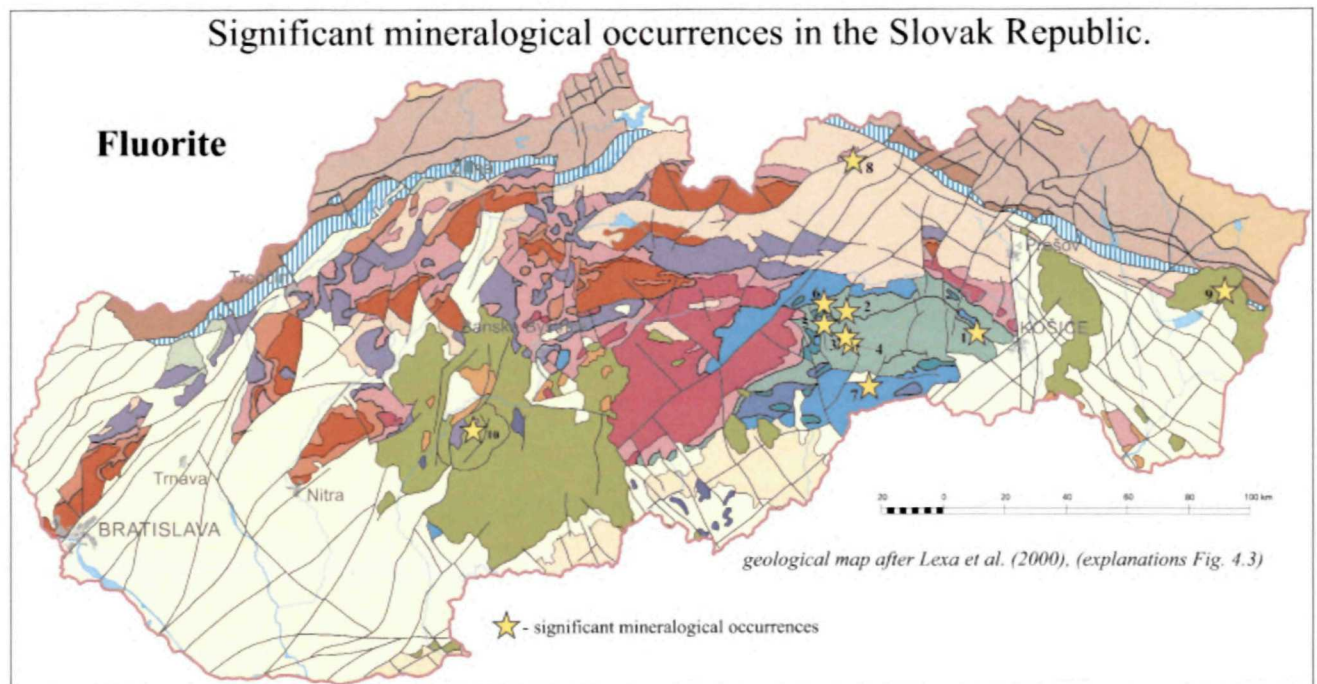 Significant mineralogical occurrences in the Slovak Republic.
Fluorite
8
Prešov
9
6
2
KOŠICE
1
5
3
4
7
10
Trnava
Nitra
BRATISLAVA
20 0 20 40 60 80 100 km
geological map after Lexa et al. (2000), (explanations Fig. 4.3)
- significant mineralogical occurrences